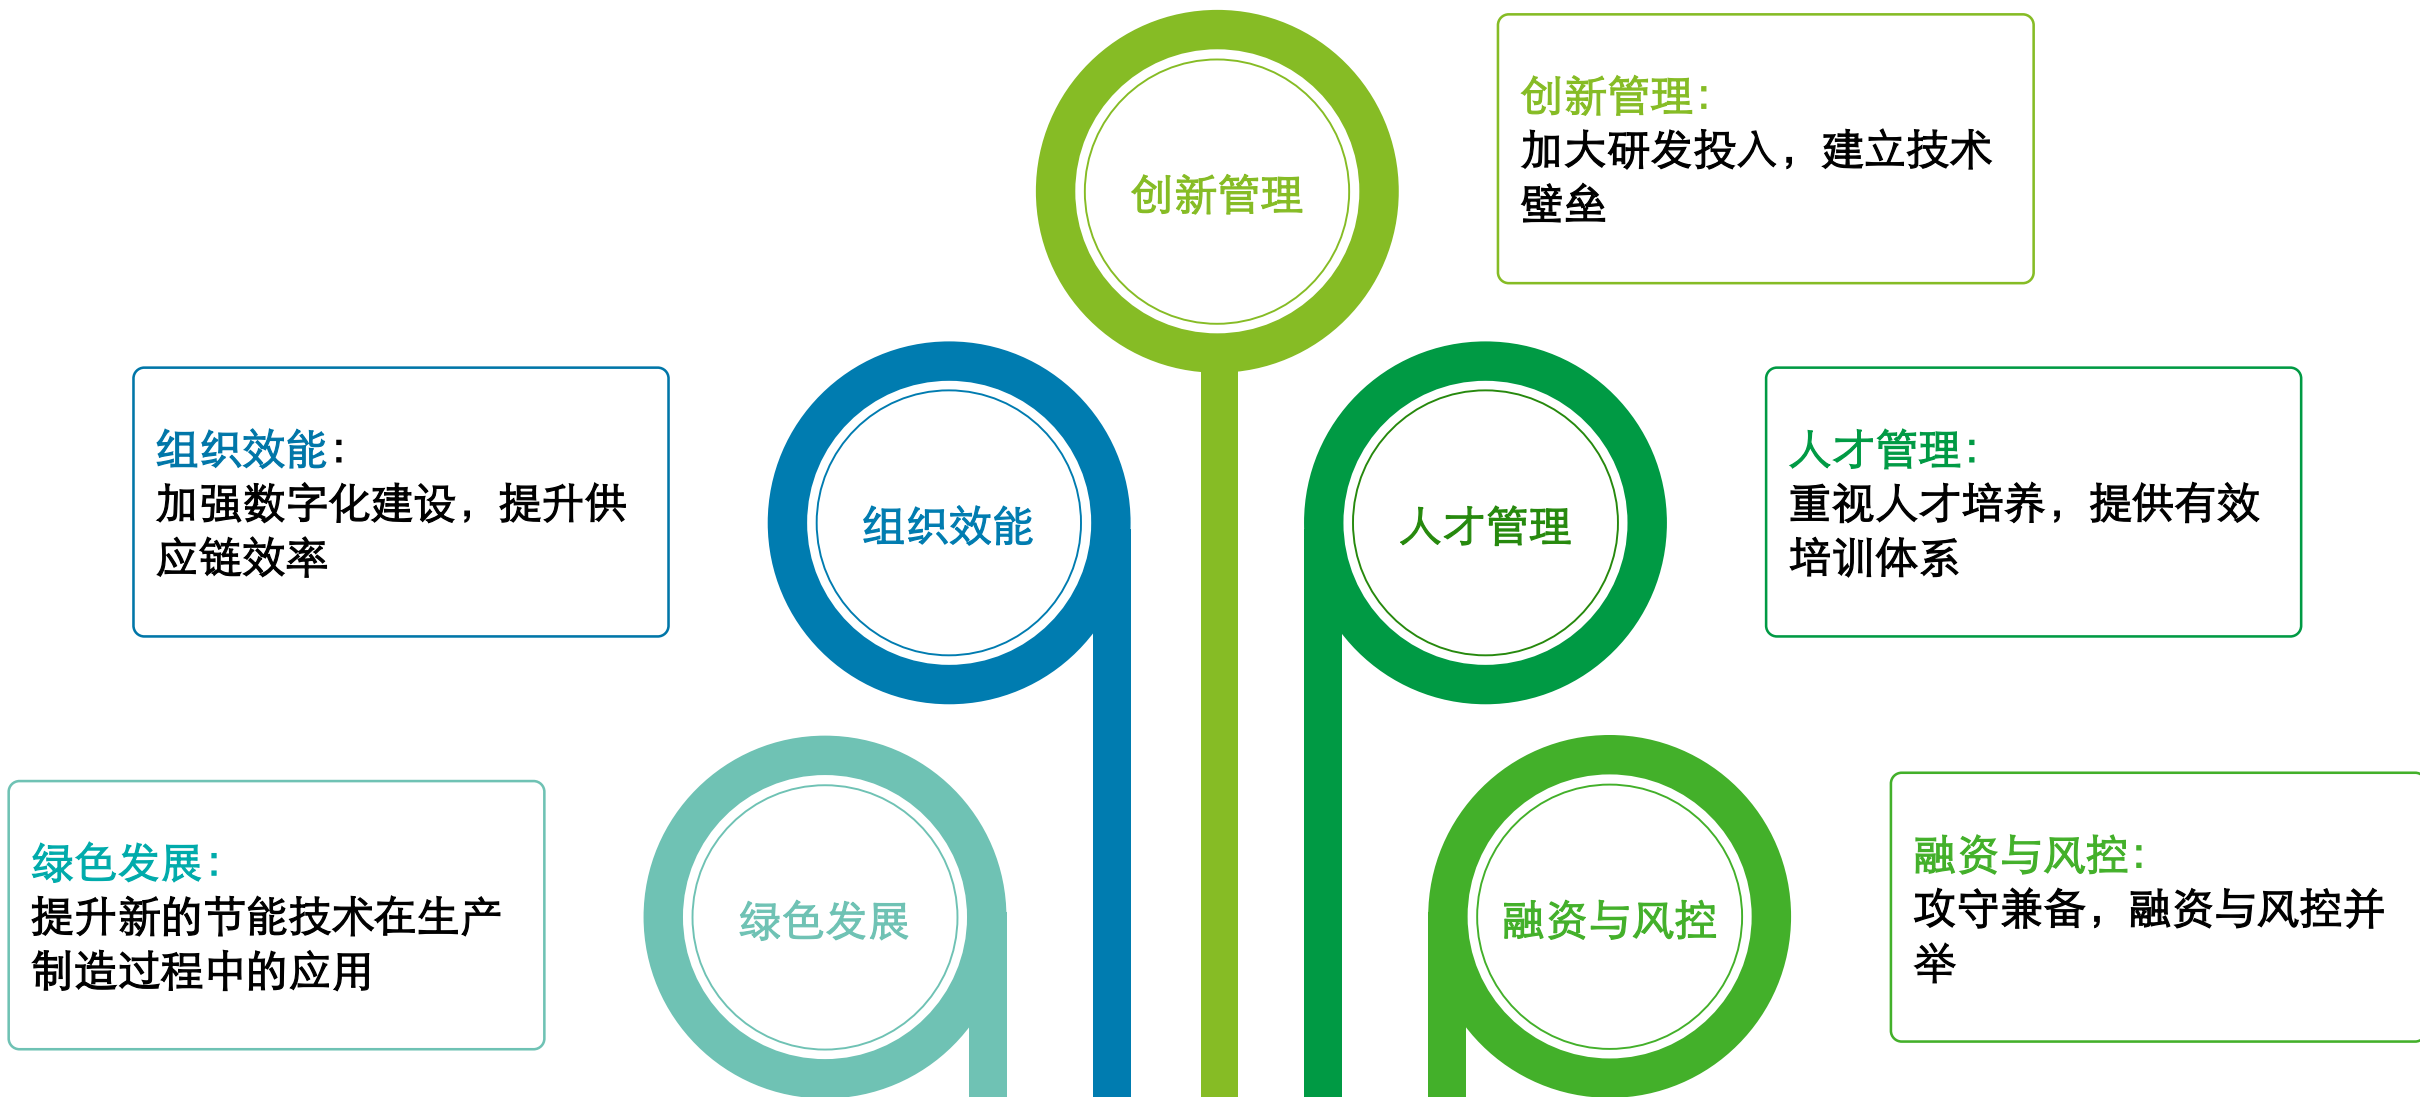 创新管理
创新管理：
加大研发投入，建立技术
壁垒
组织效能：
加强数字化建设，提升供
应链效率
组织效能
人才管理
人才管理：
重视人才培养，提供有效
培训体系
绿色发展：
提升新的节能技术在生产
制造过程中的应用
绿色发展
融资与风控
融资与风控：
攻守兼备，融资与风控并
举